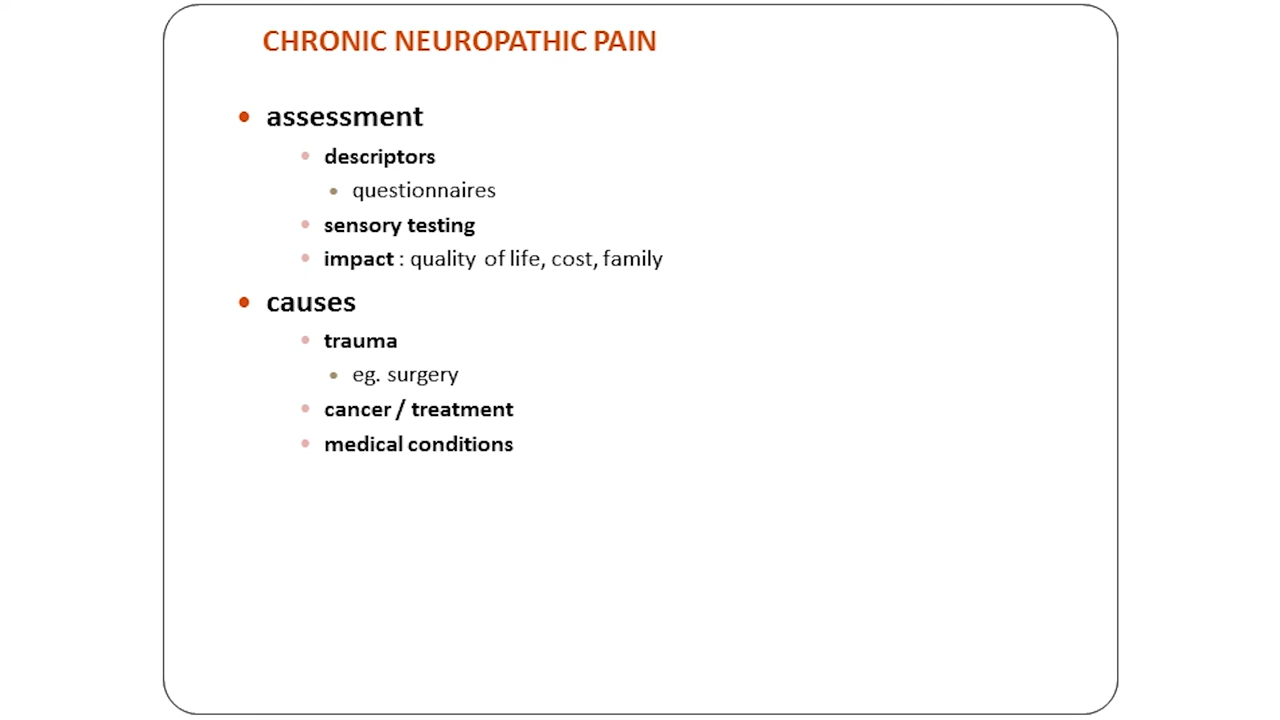 CHRONIC NEUROPATHIC PAIN
assessment
descriptors
questionnaires
sensory testing
impact : quality of life, cost, family
causes
trauma
eg. surgery
cancer / treatment
medical conditions